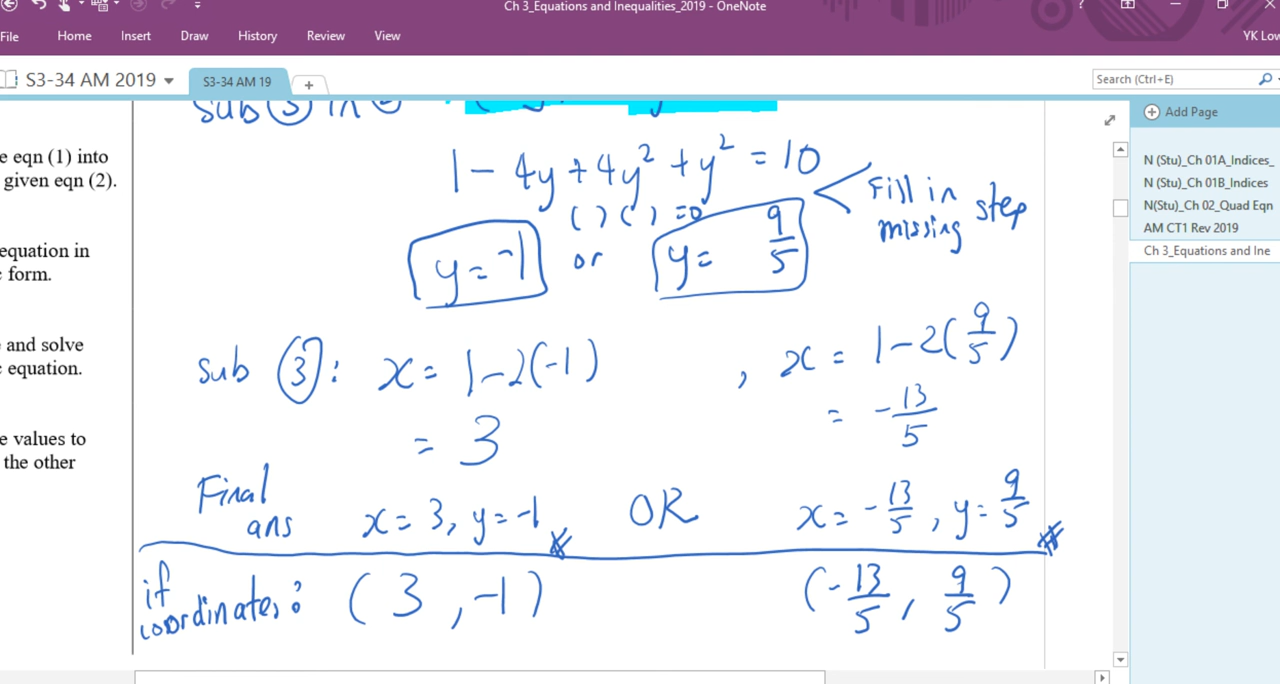 Ch 3_Equations and Inequalities_2019 - OneNote
File Home Insert Draw History Review View
YK Low
S3-34 AM 2019
S3-34 AM 19
+
Search (Ctrl+E)
Add Page
N (Stu)_Ch 01A_Indices_
N (Stu)_Ch 01B_Indices
N(Stu)_Ch 02_Quad Eqn
AM CT1 Rev 2019
Ch 3_Equations and Ine
e eqn (1) into
given eqn (2).
equation in
form.
and solve
equation.
e values to
the other
Sub ③ in ②
1 - 4y + 4y² + y² = 10
( ) ( ) = 0
Fill in step
missing
y = -1 or y = 9/5
Sub ③: x = 1 - 2(-1) , x = 1 - 2(9/5)
= 3 = -13/5
Final
ans x = 3, y = -1 OR x = -13/5, y = 9/5
if
coordinates: (3, -1) (-13/5, 9/5)